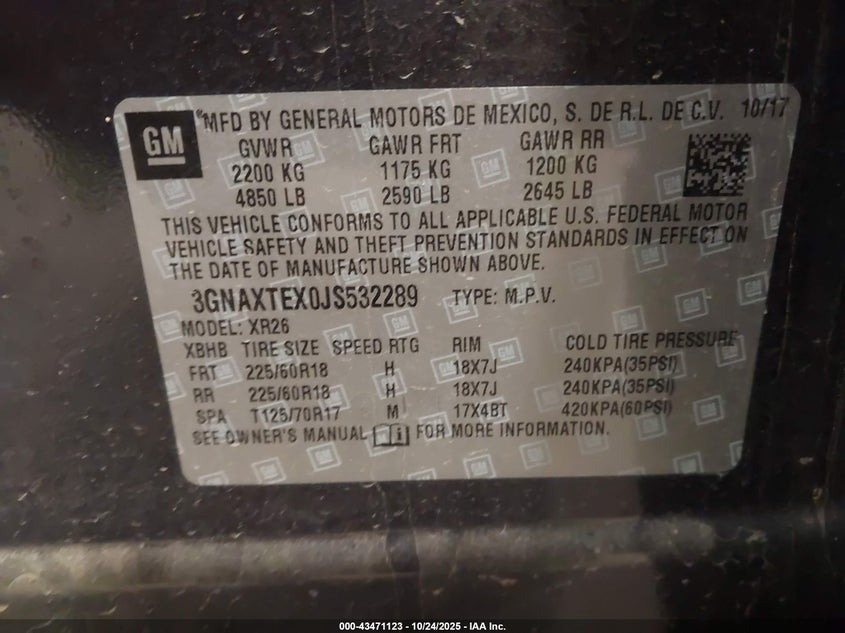 GM
MFD BY GENERAL MOTORS DE MEXICO, S. DE R.L. DE C.V. 10/17
GVWR GAWR FRT GAWR RR
2200 KG 1175 KG 1200 KG
4850 LB 2590 LB 2645 LB
THIS VEHICLE CONFORMS TO ALL APPLICABLE U.S. FEDERAL MOTOR
VEHICLE SAFETY AND THEFT PREVENTION STANDARDS IN EFFECT ON
THE DATE OF MANUFACTURE SHOWN ABOVE.
3GNAXTEX0JS532289 TYPE: M.P.V.
MODEL: XR26
XBHB TIRE SIZE SPEED RTG RIM COLD TIRE PRESSURE
FRT 225/60R18 H 18X7J 240KPA(35PSI)
RR 225/60R18 H 18X7J 240KPA(35PSI)
SPA T125/70R17 M 17X4BT 420KPA(60PSI)
SEE OWNER'S MANUAL FOR MORE INFORMATION.
000-43471123 - 10/24/2025 - IAA Inc.